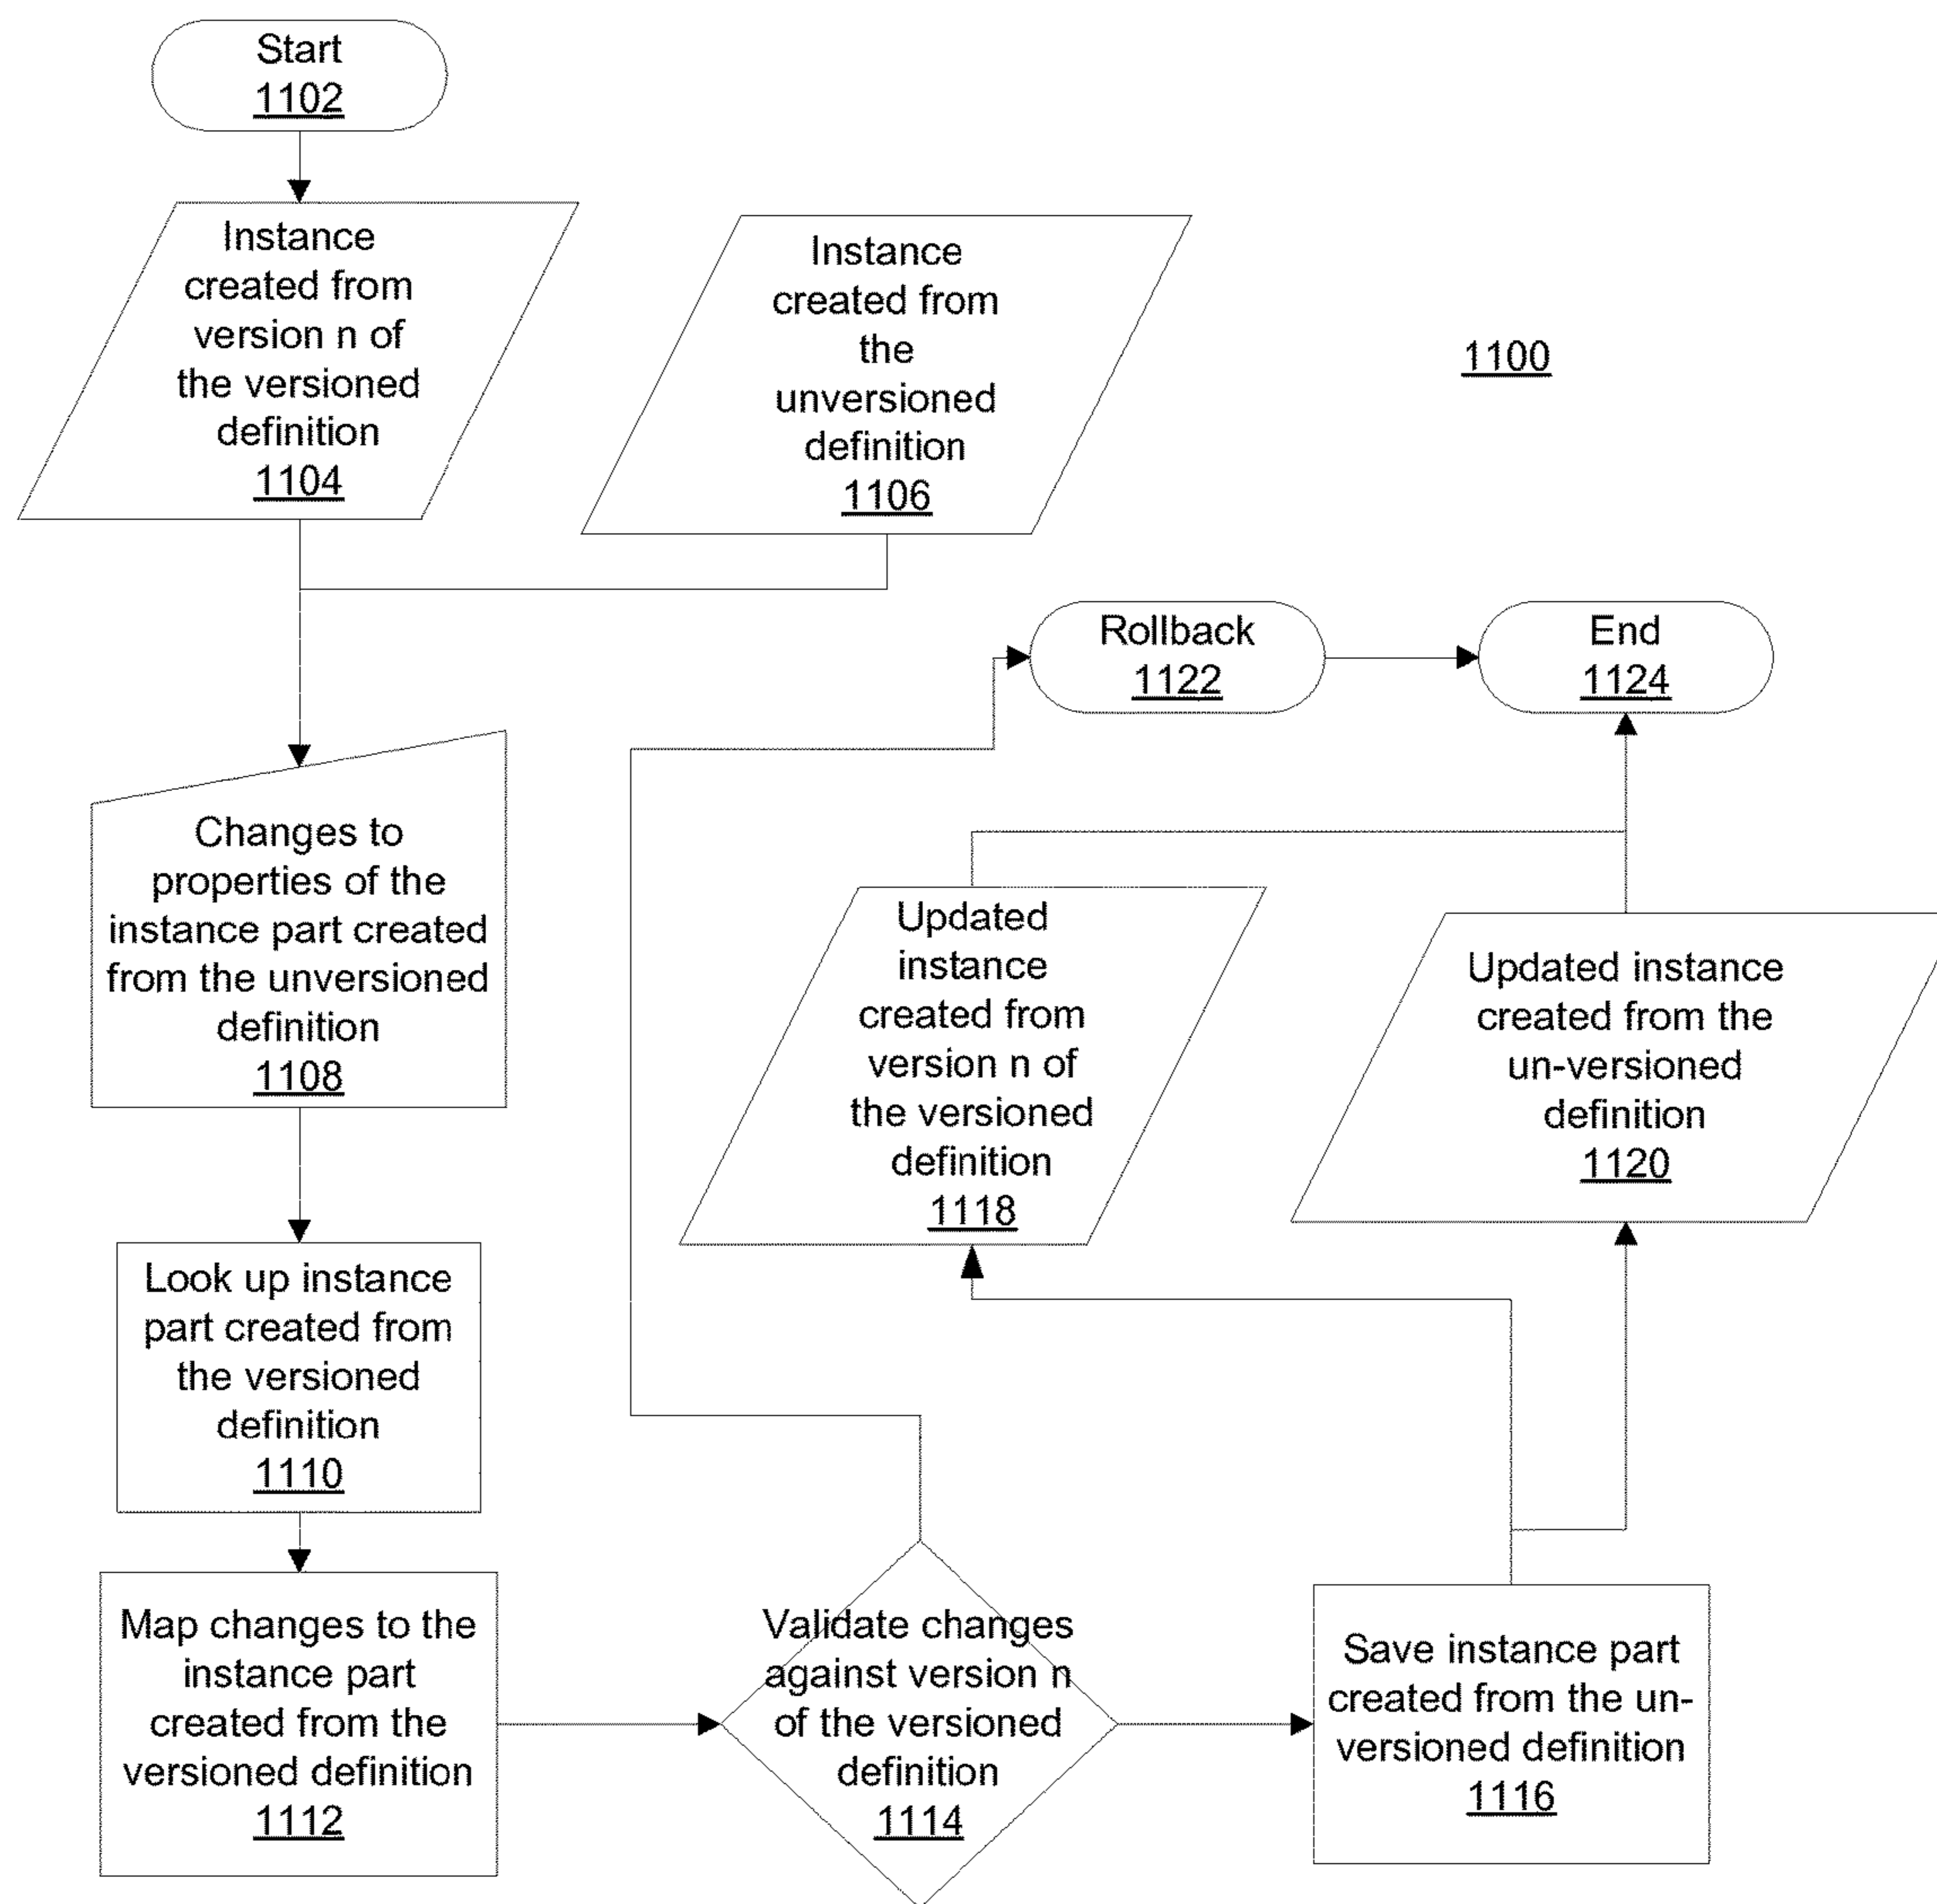 Start
1102
Instance
created from
version n of
the versioned
definition
1104
Instance
created from
the
unversioned
definition
1106
1100
Rollback
1122
End
1124
Changes to
properties of the
instance part created
from the unversioned
definition
1108
Updated
instance
created from
version n of
the versioned
definition
1118
Updated instance
created from the
un-versioned
definition
1120
Look up instance
part created from
the versioned
definition
1110
Map changes to the
instance part
created from the
versioned definition
1112
Validate changes
against version n
of the versioned
definition
1114
Save instance part
created from the un-
versioned definition
1116